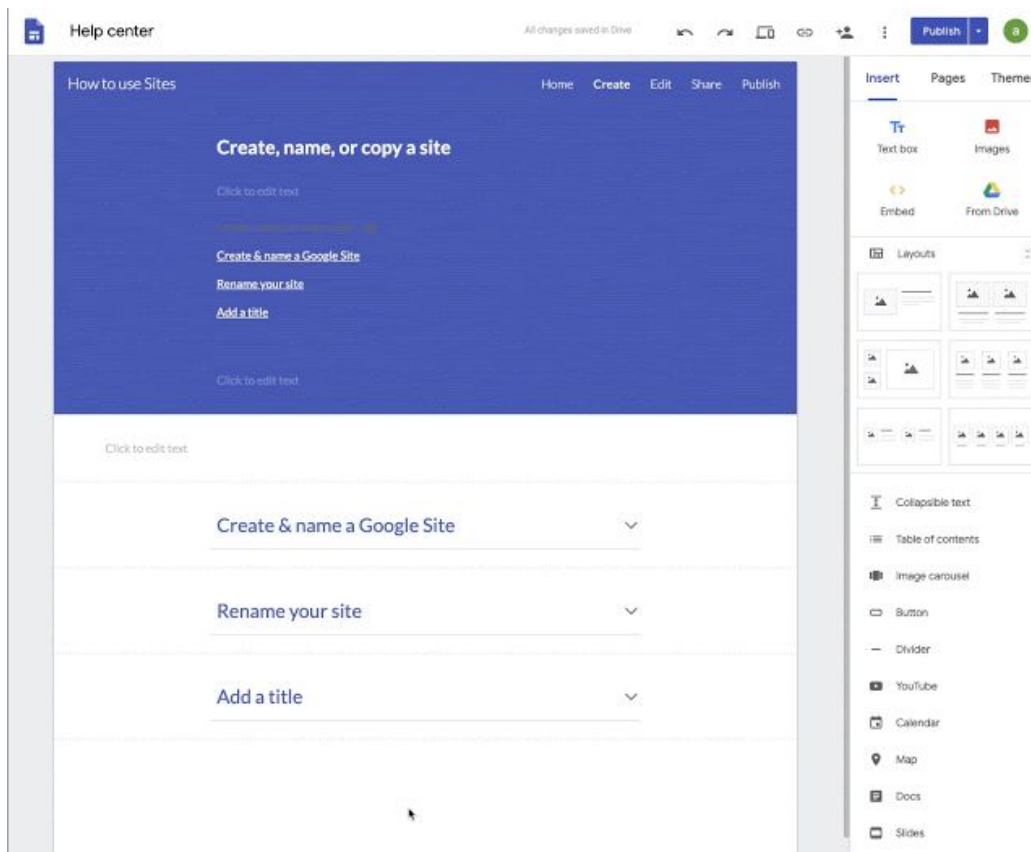 Help center
All changes saved in Drive
Publish
a
How to use Sites
Home Create Edit Share Publish
Create, name, or copy a site
Click to edit text
Create & name a Google Site
Rename your site
Add a title
Click to edit text
Click to edit text
Create & name a Google Site
Rename your site
Add a title
Insert Pages Theme
Text box Images
Embed From Drive
Layouts
Collapsible text
Table of contents
Image carousel
Button
Divider
YouTube
Calendar
Map
Docs
Slides